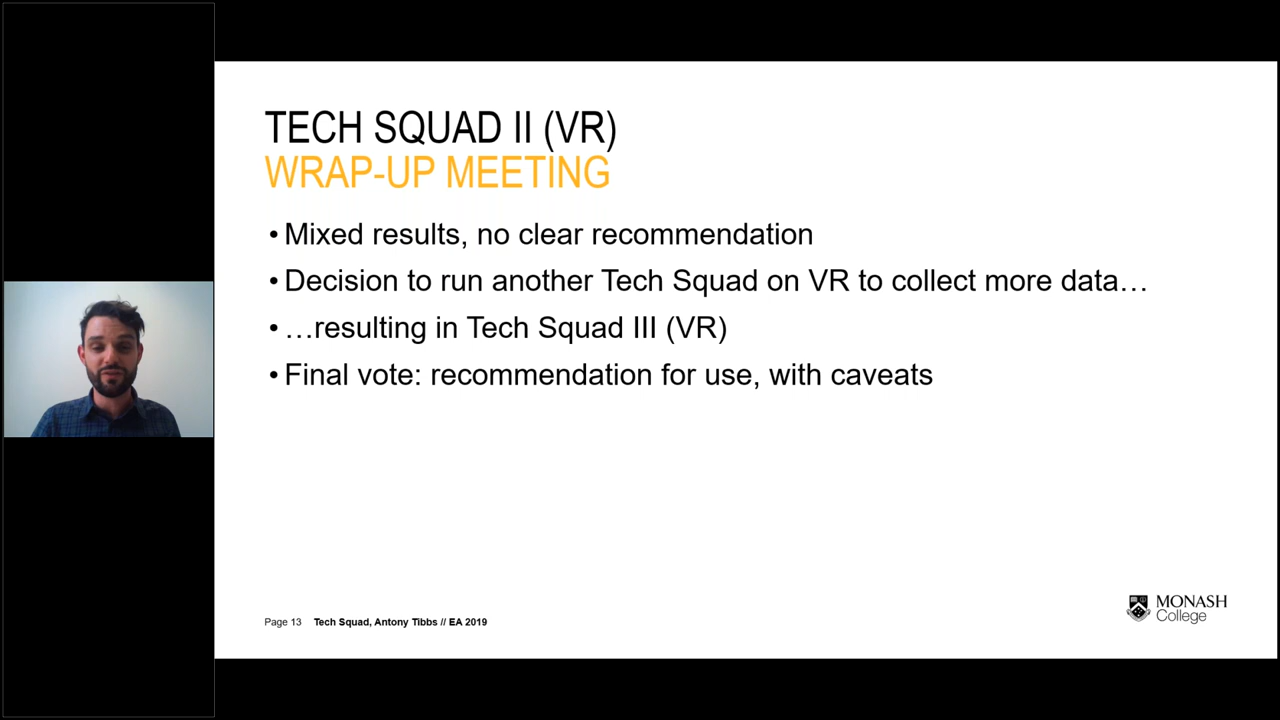 TECH SQUAD II (VR)
WRAP-UP MEETING
• Mixed results, no clear recommendation
• Decision to run another Tech Squad on VR to collect more data…
• …resulting in Tech Squad III (VR)
• Final vote: recommendation for use, with caveats
Page 13 Tech Squad, Antony Tibbs // EA 2019
MONASH
College